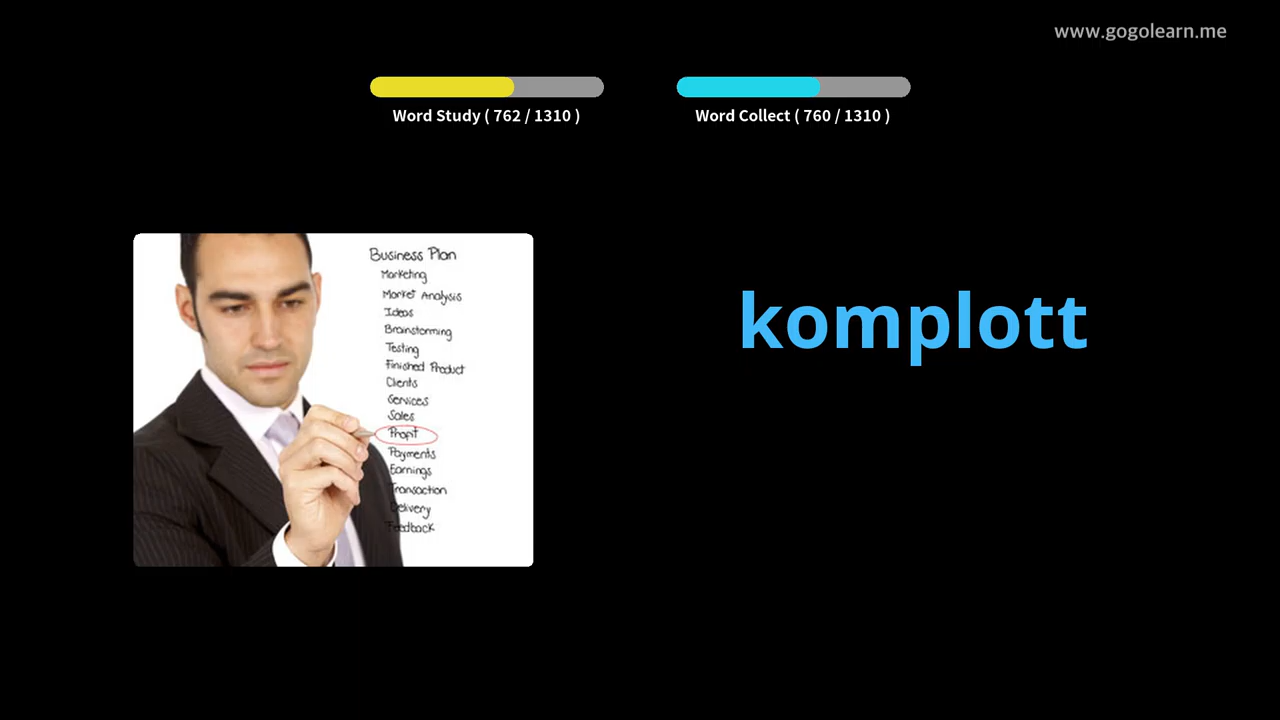 www.gogolearn.me
Word Study ( 762 / 1310 )
Word Collect ( 760 / 1310 )
Business Plan
Marketing
Market Analysis
Ideas
Brainstorming
Testing
Finished Product
Clients
Services
Sales
Profit
Payments
Earnings
Transaction
Delivery
Feedback
komplott